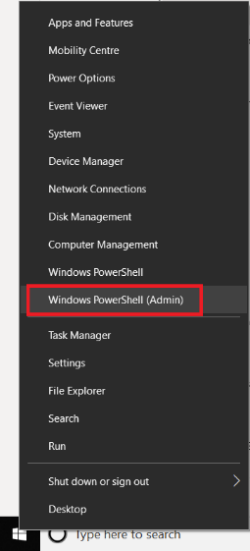 Apps and Features
Mobility Centre
Power Options
Event Viewer
System
Device Manager
Network Connections
Disk Management
Computer Management
Windows PowerShell
Windows PowerShell (Admin)
Task Manager
Settings
File Explorer
Search
Run
Shut down or sign out
Desktop
Type here to search